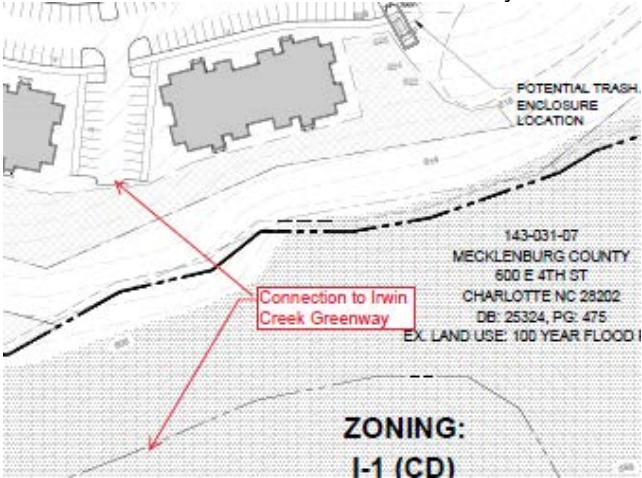 POTENTIAL TRASH
ENCLOSURE
LOCATION
143-031-07
MECKLENBURG COUNTY
600 E 4TH ST
CHARLOTTE NC 28202
DB: 25324, PG: 475
EX. LAND USE: 100 YEAR FLOOD
Connection to Irwin
Creek Greenway
ZONING:
I-1 (CD)